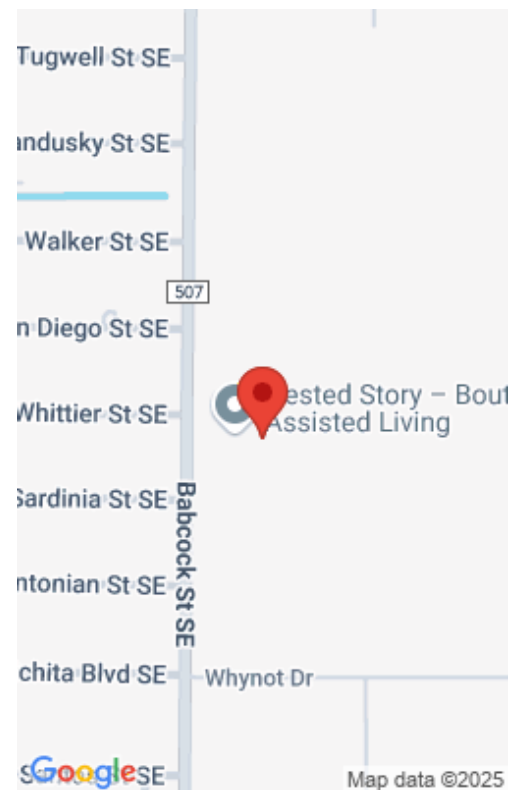 Tugwell St SE
andusky St SE
Walker St SE
507
n Diego St SE
ested Story – Bout
Assisted Living
Whittier St SE
Sardinia St SE
Babcock St SE
ntonian St SE
chita Blvd SE
Whynot Dr
Google
SE
Map data ©2025